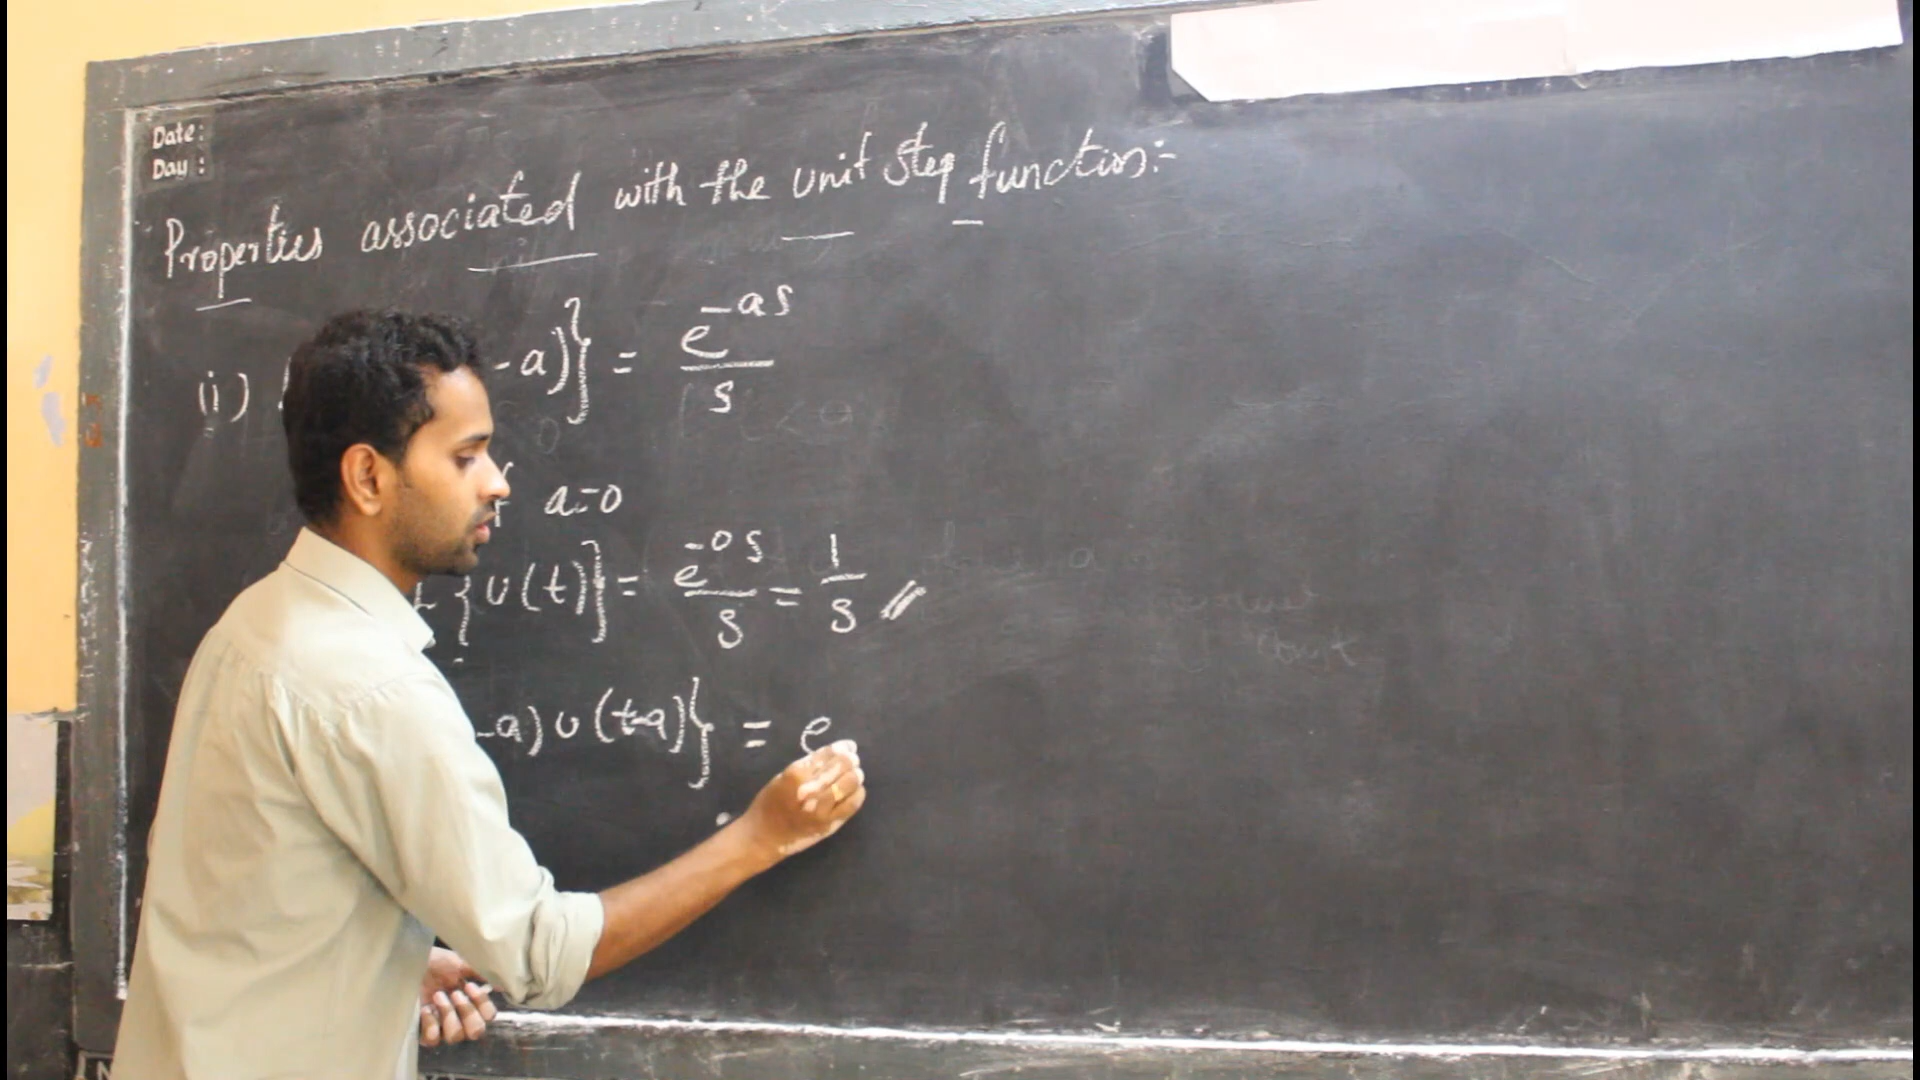 Date:
Day :
Properties associated with the unit step function:-
(i) -a)} = e^{-as}/s
a=0
L{u(t)} = e^{-0s}/s = 1/s //
-a) u(t-a)} = e